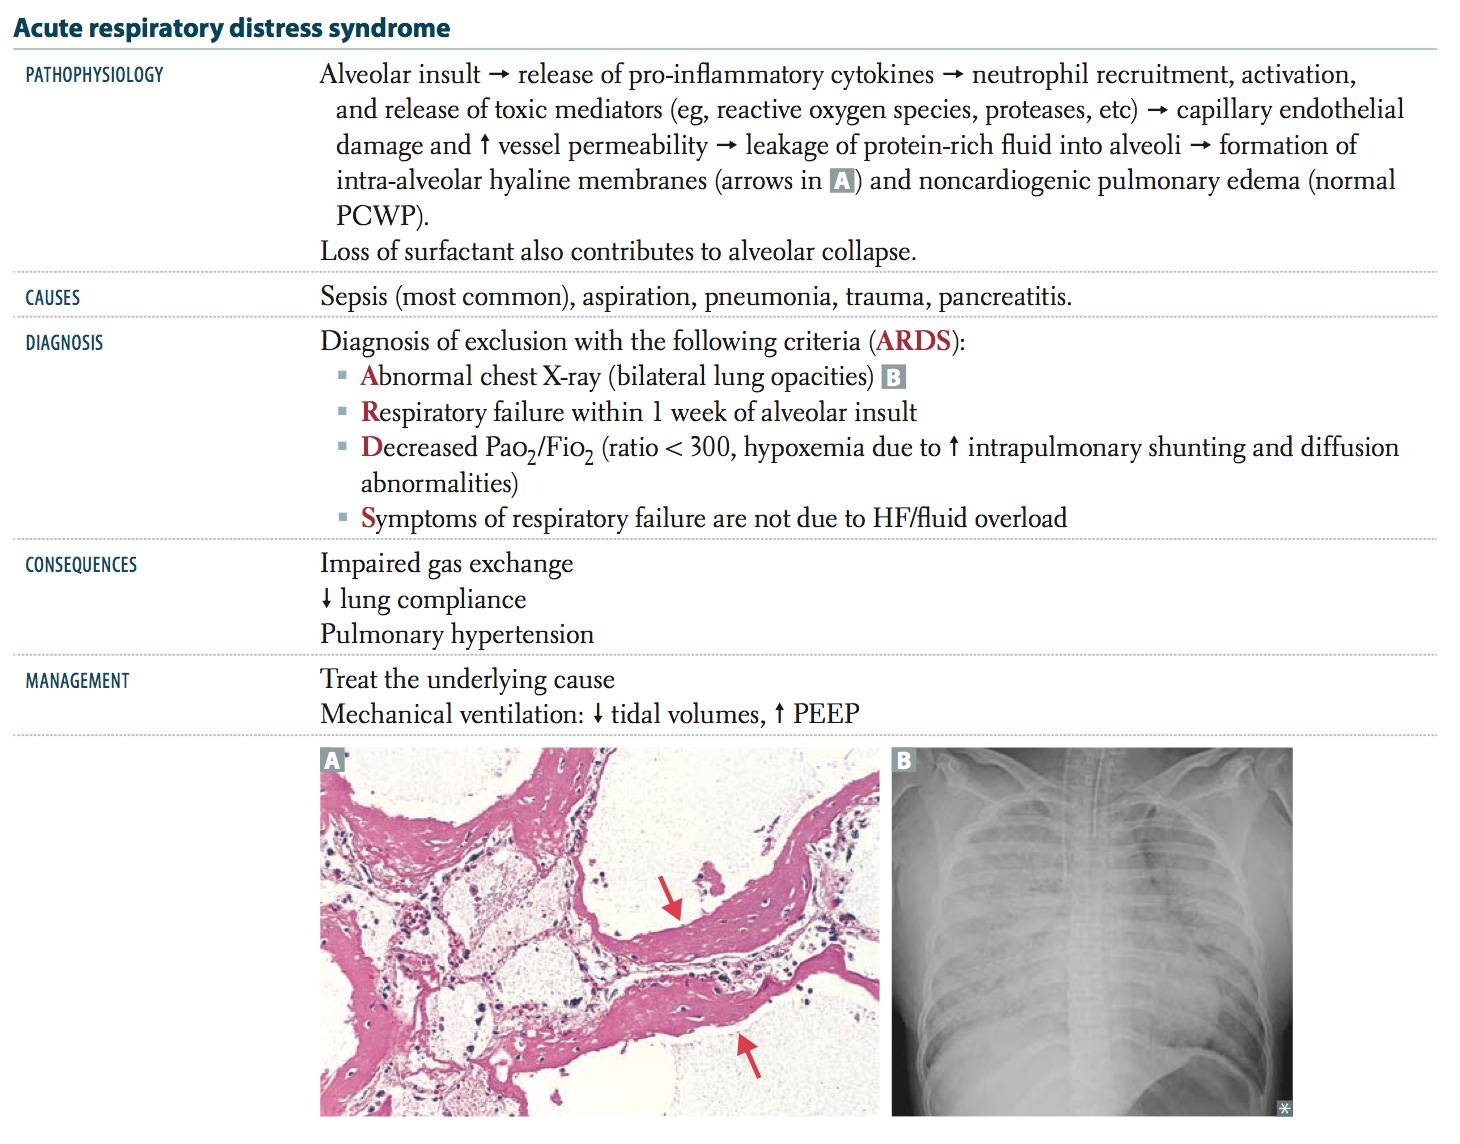 Acute respiratory distress syndrome
PATHOPHYSIOLOGY
Alveolar insult → release of pro-inflammatory cytokines → neutrophil recruitment, activation,
and release of toxic mediators (eg, reactive oxygen species, proteases, etc) → capillary endothelial
damage and ↑ vessel permeability → leakage of protein-rich fluid into alveoli → formation of
intra-alveolar hyaline membranes (arrows in A) and noncardiogenic pulmonary edema (normal
PCWP).
Loss of surfactant also contributes to alveolar collapse.
CAUSES
Sepsis (most common), aspiration, pneumonia, trauma, pancreatitis.
DIAGNOSIS
Diagnosis of exclusion with the following criteria (ARDS):
▪ Abnormal chest X-ray (bilateral lung opacities) B
▪ Respiratory failure within 1 week of alveolar insult
▪ Decreased PaO₂/FiO₂ (ratio < 300, hypoxemia due to ↑ intrapulmonary shunting and diffusion
abnormalities)
▪ Symptoms of respiratory failure are not due to HF/fluid overload
CONSEQUENCES
Impaired gas exchange
↓ lung compliance
Pulmonary hypertension
MANAGEMENT
Treat the underlying cause
Mechanical ventilation: ↓ tidal volumes, ↑ PEEP
A
B
*